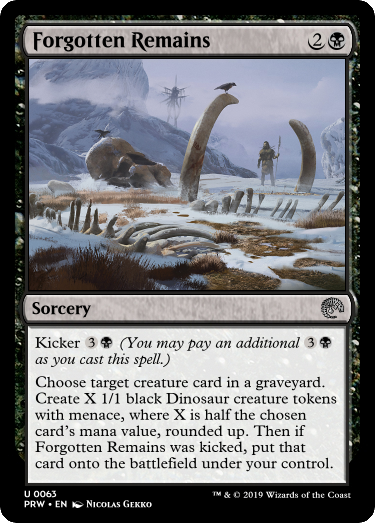 Forgotten Remains 2
Sorcery
Kicker 3 (You may pay an additional 3
as you cast this spell.)
Choose target creature card in a graveyard.
Create X 1/1 black Dinosaur creature tokens
with menace, where X is half the chosen
card's mana value, rounded up. Then if
Forgotten Remains was kicked, put that
card onto the battlefield under your control.
U 0063
PRW • EN Nicolas Gekko
™ & © 2019 Wizards of the Coast